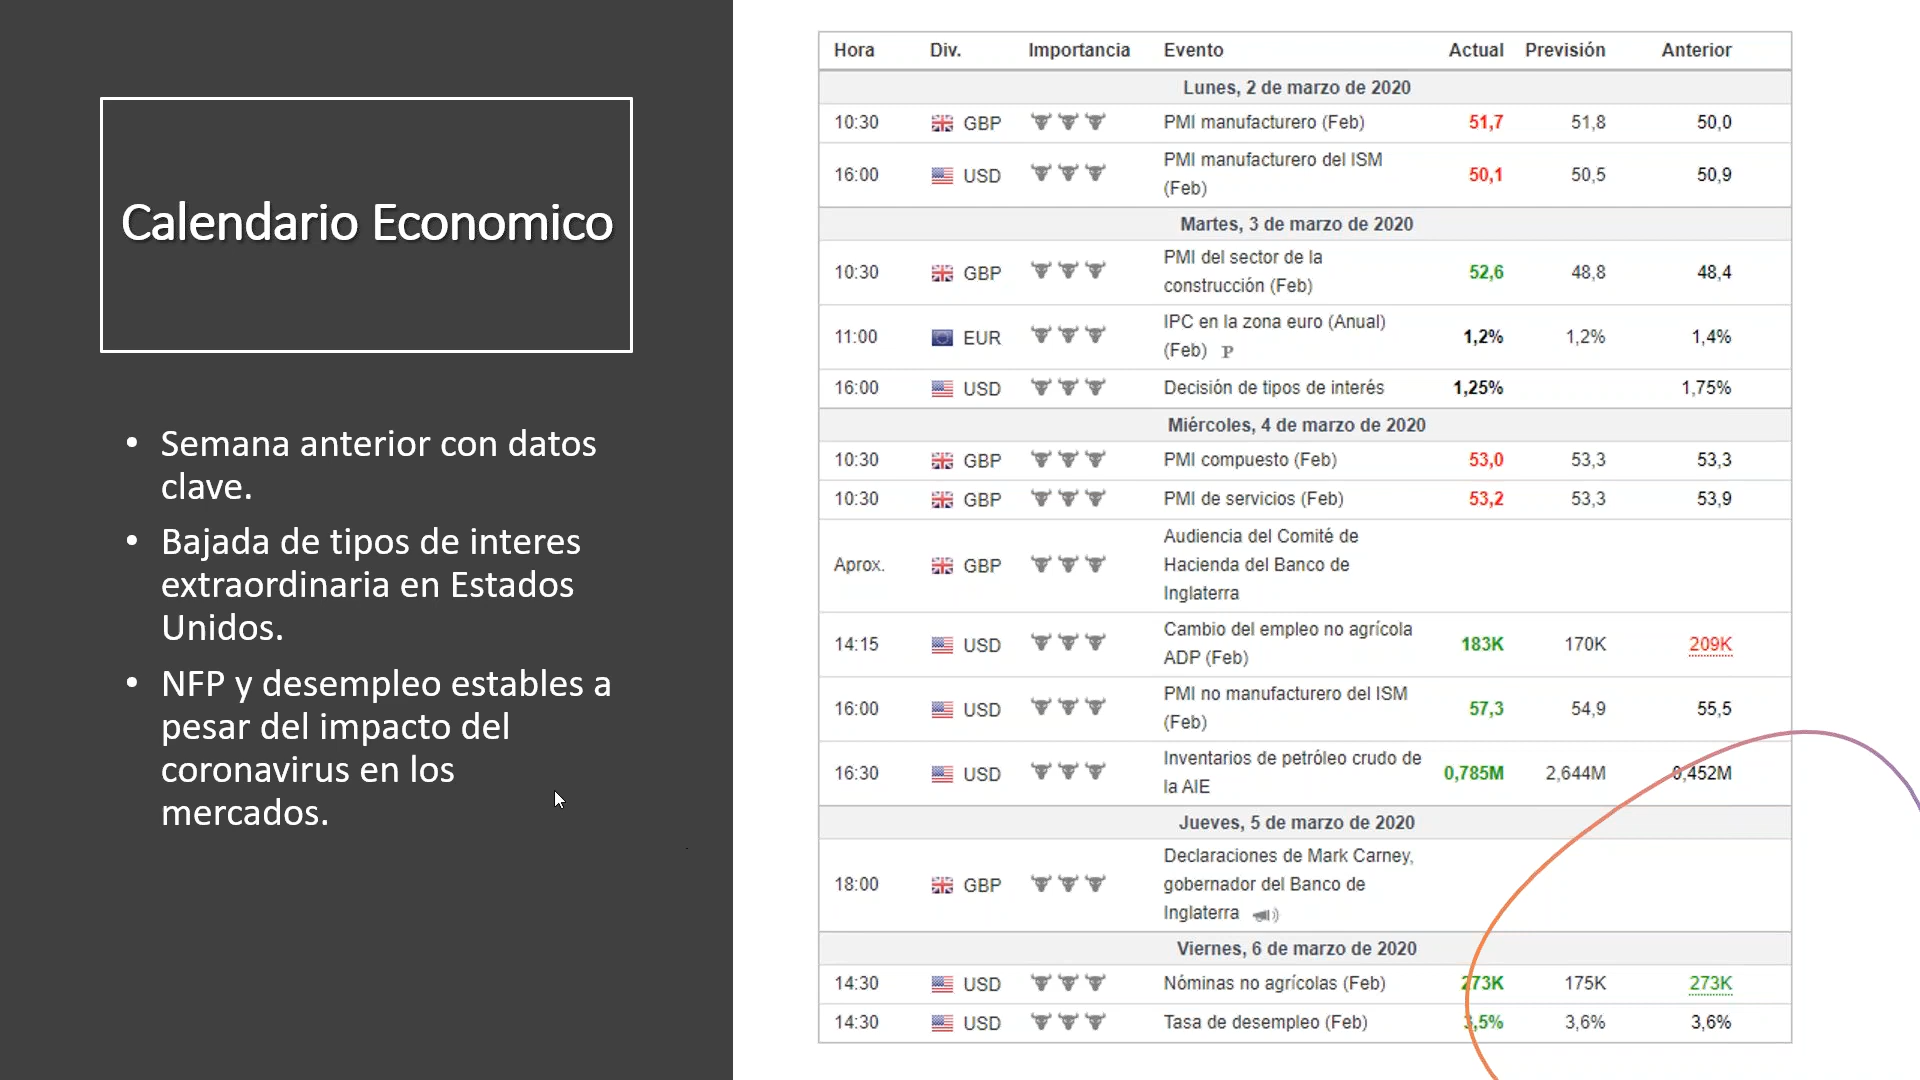 Calendario Economico
• Semana anterior con datos
clave.
• Bajada de tipos de interes
extraordinaria en Estados
Unidos.
• NFP y desempleo estables a
pesar del impacto del
coronavirus en los
mercados.
Hora Div. Importancia Evento Actual Previsión Anterior
Lunes, 2 de marzo de 2020
10:30 GBP PMI manufacturero (Feb) 51,7 51,8 50,0
16:00 USD PMI manufacturero del ISM
(Feb) 50,1 50,5 50,9
Martes, 3 de marzo de 2020
10:30 GBP PMI del sector de la
construcción (Feb) 52,6 48,8 48,4
11:00 EUR IPC en la zona euro (Anual)
(Feb) P 1,2% 1,2% 1,4%
16:00 USD Decisión de tipos de interés 1,25% 1,75%
Miércoles, 4 de marzo de 2020
10:30 GBP PMI compuesto (Feb) 53,0 53,3 53,3
10:30 GBP PMI de servicios (Feb) 53,2 53,3 53,9
Aprox. GBP Audiencia del Comité de
Hacienda del Banco de
Inglaterra
14:15 USD Cambio del empleo no agrícola
ADP (Feb) 183K 170K 209K
16:00 USD PMI no manufacturero del ISM
(Feb) 57,3 54,9 55,5
16:30 USD Inventarios de petróleo crudo de
la AIE 0,785M 2,644M 0,452M
Jueves, 5 de marzo de 2020
18:00 GBP Declaraciones de Mark Carney,
gobernador del Banco de
Inglaterra
Viernes, 6 de marzo de 2020
14:30 USD Nóminas no agrícolas (Feb) 273K 175K 273K
14:30 USD Tasa de desempleo (Feb) 3,5% 3,6% 3,6%